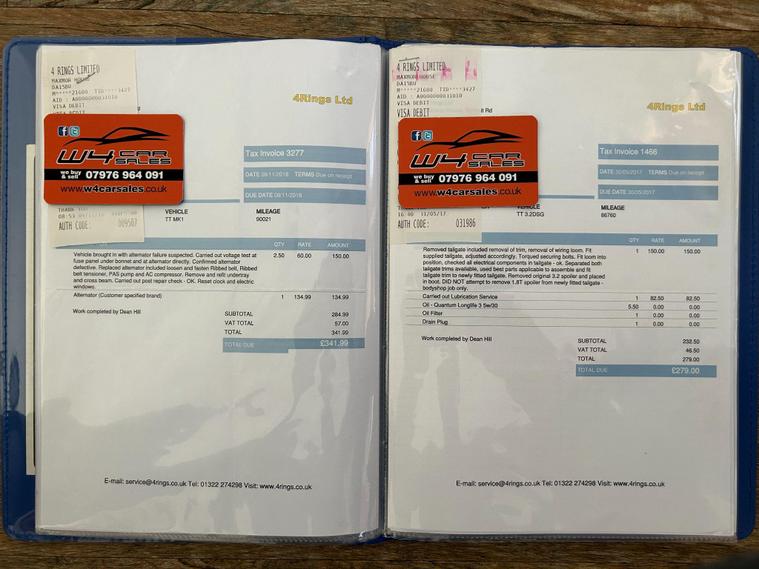 4 RINGS LIMITED
DA15BU
M*****21680 TID****3427
AID : A0000000031010
VISA DEBIT
4Rings Ltd
W4 CAR
SALES
we buy
& sell
07976 964 091
www.w4carsales.co.uk
Tax Invoice 3277
DATE 09/11/2018 TERMS Due on receipt
DUE DATE 09/11/2018
AUTH CODE:
VEHICLE
TT MK1
MILEAGE
90021
QTY RATE AMOUNT
Vehicle brought in with alternator failure suspected. Carried out voltage test at 2.50 60.00 150.00
fuse panel under bonnet and at alternator directly. Confirmed alternator
defective. Replaced alternator included loosen and fasten Ribbed belt, Ribbed
belt tensioner, PAS pump and AC compressor. Remove and refit undertray
and cross beam. Carried out post repair check - OK. Reset clock and electric
windows.
Alternator (Customer specified brand) 1 134.99 134.99
Work completed by Dean Hill
SUBTOTAL 284.99
VAT TOTAL 57.00
TOTAL 341.99
TOTAL DUE £341.99
E-mail: service@4rings.co.uk Tel: 01322 274298 Visit: www.4rings.co.uk
4 RINGS LIMITED
DA15BU
M*****21680 TID****3427
AID : A0000000031010
VISA DEBIT
Rd
4Rings Ltd
W4 CAR
SALES
we buy
& sell
07976 964 091
www.w4carsales.co.uk
Tax Invoice 1466
DATE 30/05/2017 TERMS Due on receipt
DUE DATE 30/05/2017
AUTH CODE: 031986
VEHICLE
TT 3.2DSG
MILEAGE
86760
QTY RATE AMOUNT
Removed tailgate included removal of trim, removal of wiring loom. Fit 1 150.00 150.00
supplied tailgate, adjusted accordingly. Torqued securing bolts. Fit loom into
position, checked all electrical components in tailgate - ok. Separated both
tailgate trims available, used best parts applicable to assemble and fit
tailgate trim to newly fitted tailgate. Removed original 3.2 spoiler and placed
in boot. DID NOT attempt to remove 1.8T spoiler from newly fitted tailgate -
bodyshop job only.
Carried out Lubrication Service 1 82.50 82.50
Oil - Quantum Longlife 3 5w/30 5.50 0.00 0.00
Oil Filter 1 0.00 0.00
Drain Plug 1 0.00 0.00
Work completed by Dean Hill
SUBTOTAL 232.50
VAT TOTAL 46.50
TOTAL 279.00
TOTAL DUE £279.00
E-mail: service@4rings.co.uk Tel: 01322 274298 Visit: www.4rings.co.uk